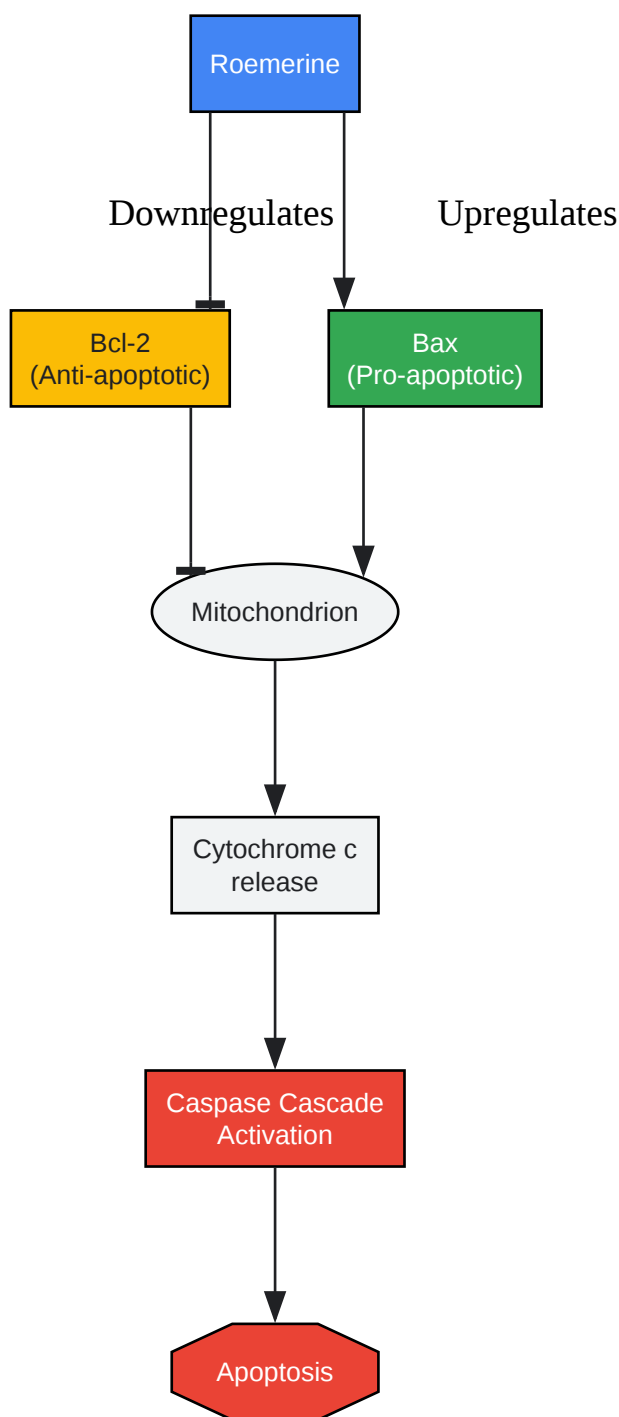 Roemerine
Downregulates
Upregulates
Bcl-2
(Anti-apoptotic)
Bax
(Pro-apoptotic)
Mitochondrion
Cytochrome c
release
Caspase Cascade
Activation
Apoptosis